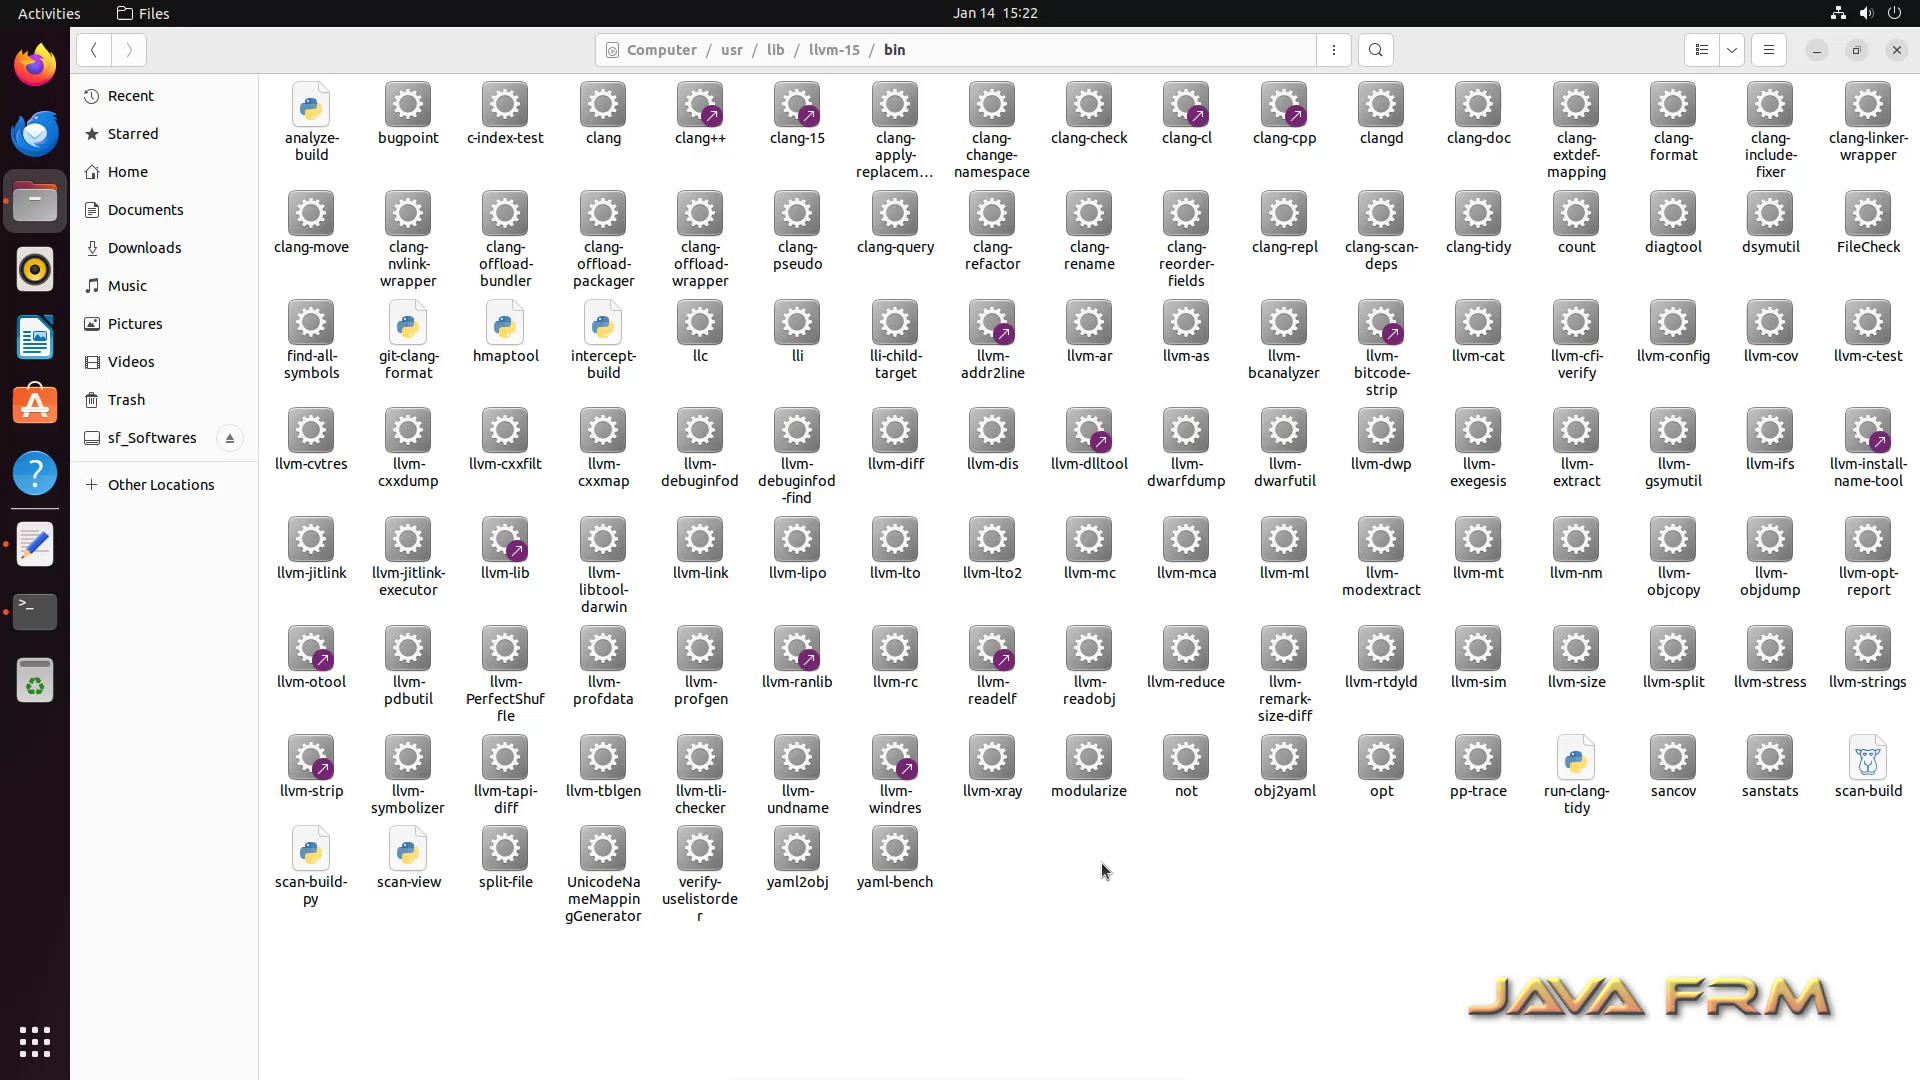 Activities
Files
Jan 14 15:22
Computer / usr / lib / llvm-15 / bin
Recent
Starred
Home
Documents
Downloads
Music
Pictures
Videos
Trash
sf_Softwares
Other Locations
analyze-
build
bugpoint
c-index-test
clang
clang++
clang-15
clang-
apply-
replacem…
clang-
change-
namespace
clang-check
clang-cl
clang-cpp
clangd
clang-doc
clang-
extdef-
mapping
clang-
format
clang-
include-
fixer
clang-linker-
wrapper
clang-move
clang-
nvlink-
wrapper
clang-
offload-
bundler
clang-
offload-
packager
clang-
offload-
wrapper
clang-
pseudo
clang-query
clang-
refactor
clang-
rename
clang-
reorder-
fields
clang-repl
clang-scan-
deps
clang-tidy
count
diagtool
dsymutil
FileCheck
find-all-
symbols
git-clang-
format
hmaptool
intercept-
build
llc
lli
lli-child-
target
llvm-
addr2line
llvm-ar
llvm-as
llvm-
bcanalyzer
llvm-
bitcode-
strip
llvm-cat
llvm-cfi-
verify
llvm-config
llvm-cov
llvm-c-test
llvm-cvtres
llvm-
cxxdump
llvm-cxxfilt
llvm-
cxxmap
llvm-
debuginfod
llvm-
debuginfod
-find
llvm-diff
llvm-dis
llvm-dlltool
llvm-
dwarfdump
llvm-
dwarfutil
llvm-dwp
llvm-
exegesis
llvm-
extract
llvm-
gsymutil
llvm-ifs
llvm-install-
name-tool
llvm-jitlink
llvm-jitlink-
executor
llvm-lib
llvm-
libtool-
darwin
llvm-link
llvm-lipo
llvm-lto
llvm-lto2
llvm-mc
llvm-mca
llvm-ml
llvm-
modextract
llvm-mt
llvm-nm
llvm-
objcopy
llvm-
objdump
llvm-opt-
report
llvm-otool
llvm-
pdbutil
llvm-
PerfectShuf
fle
llvm-
profdata
llvm-
profgen
llvm-ranlib
llvm-rc
llvm-
readelf
llvm-
readobj
llvm-reduce
llvm-
remark-
size-diff
llvm-rtdyld
llvm-sim
llvm-size
llvm-split
llvm-stress
llvm-strings
llvm-strip
llvm-
symbolizer
llvm-tapi-
diff
llvm-tblgen
llvm-tli-
checker
llvm-
undname
llvm-
windres
llvm-xray
modularize
not
obj2yaml
opt
pp-trace
run-clang-
tidy
sancov
sanstats
scan-build
scan-build-
py
scan-view
split-file
UnicodeNa
meMappin
gGenerator
verify-
uselistorde
r
yaml2obj
yaml-bench
JAVA FRM